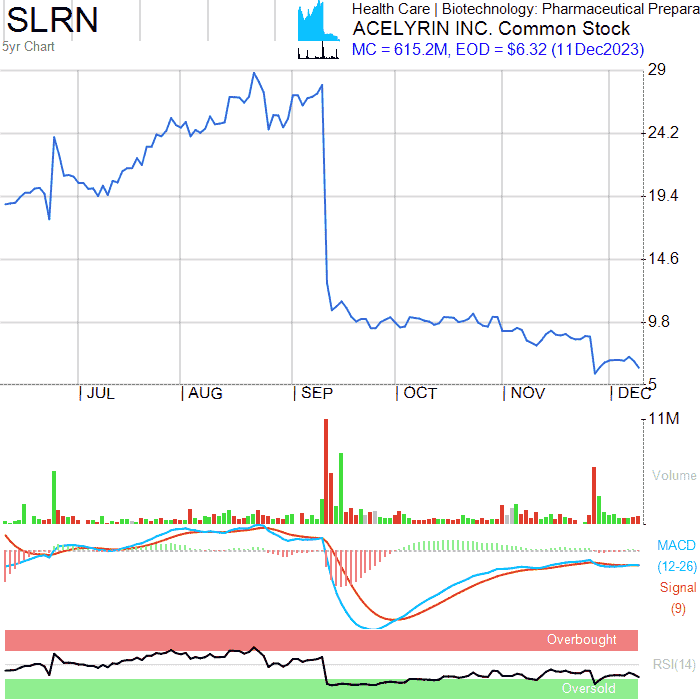 SLRN
5yr Chart
Health Care | Biotechnology: Pharmaceutical Prepara
ACELYRIN INC. Common Stock
MC = 615.2M, EOD = $6.32 (11Dec2023)
29
24.2
19.4
14.6
9.8
5
| JUL | AUG | SEP | OCT | NOV | DEC
11M
Volume
MACD
(12-26)
Signal
(9)
Overbought
RSI(14)
Oversold